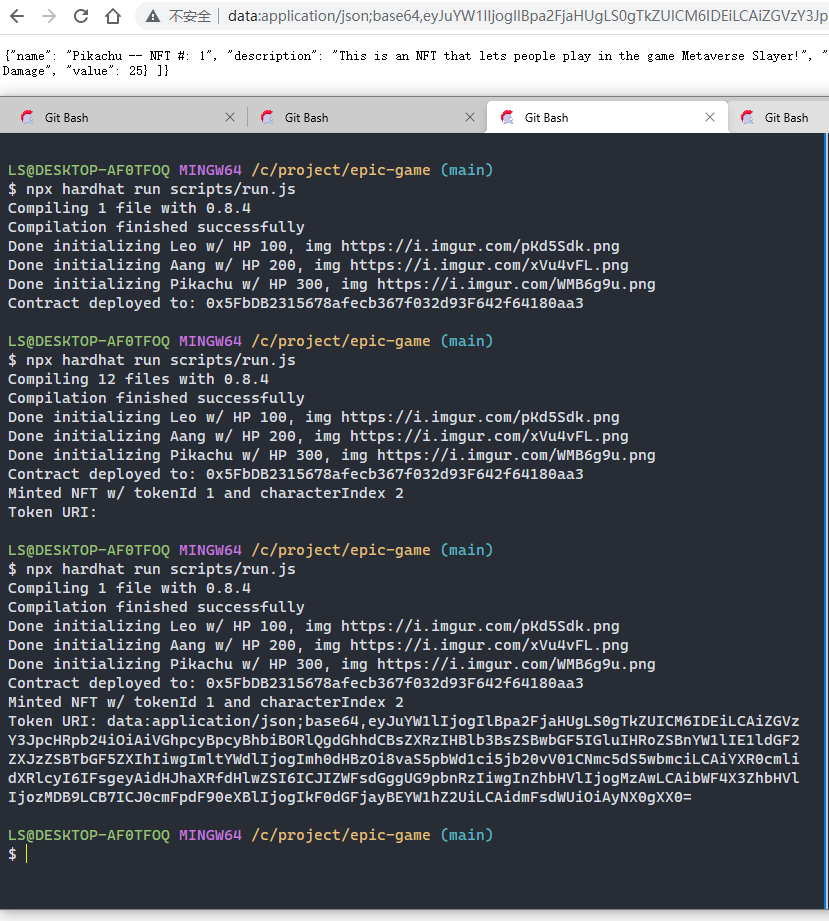 不安全 data:application/json;base64,eyJuYW1lIjogIlBpa2FjaHUgLS0gTkZUICM6IDEiLCAiZGVzY3Jp
{"name": "Pikachu -- NFT #: 1", "description": "This is an NFT that lets people play in the game Metaverse Slayer!", "
Damage", "value": 25} ]}
Git Bash Git Bash Git Bash Git Bash
LS@DESKTOP-AF0TFOQ MINGW64 /c/project/epic-game (main)
$ npx hardhat run scripts/run.js
Compiling 1 file with 0.8.4
Compilation finished successfully
Done initializing Leo w/ HP 100, img https://i.imgur.com/pKd5Sdk.png
Done initializing Aang w/ HP 200, img https://i.imgur.com/xVu4vFL.png
Done initializing Pikachu w/ HP 300, img https://i.imgur.com/WMB6g9u.png
Contract deployed to: 0x5FbDB2315678afecb367f032d93F642f64180aa3
LS@DESKTOP-AF0TFOQ MINGW64 /c/project/epic-game (main)
$ npx hardhat run scripts/run.js
Compiling 12 files with 0.8.4
Compilation finished successfully
Done initializing Leo w/ HP 100, img https://i.imgur.com/pKd5Sdk.png
Done initializing Aang w/ HP 200, img https://i.imgur.com/xVu4vFL.png
Done initializing Pikachu w/ HP 300, img https://i.imgur.com/WMB6g9u.png
Contract deployed to: 0x5FbDB2315678afecb367f032d93F642f64180aa3
Minted NFT w/ tokenId 1 and characterIndex 2
Token URI:
LS@DESKTOP-AF0TFOQ MINGW64 /c/project/epic-game (main)
$ npx hardhat run scripts/run.js
Compiling 1 file with 0.8.4
Compilation finished successfully
Done initializing Leo w/ HP 100, img https://i.imgur.com/pKd5Sdk.png
Done initializing Aang w/ HP 200, img https://i.imgur.com/xVu4vFL.png
Done initializing Pikachu w/ HP 300, img https://i.imgur.com/WMB6g9u.png
Contract deployed to: 0x5FbDB2315678afecb367f032d93F642f64180aa3
Minted NFT w/ tokenId 1 and characterIndex 2
Token URI: data:application/json;base64,eyJuYW1lIjogIlBpa2FjaHUgLS0gTkZUICM6IDEiLCAiZGVz
Y3JpcHRpb24iOiAiVGhpcyBpcyBhbiBORlQgdGhhdCBsZXRzIHBlb3BsZSBwbGF5IGluIHRoZSBnYW1lIE1ldGF2
ZXJzZSBTbGF5ZXIhIiwgImltYWdlIjogImh0dHBzOi8vaS5pbWd1ci5jb20vV01CNmc5dS5wbmciLCAiYXR0cmli
dXRlcyI6IFsgeyAidHJhaXRfdHlwZSI6ICJIZWFsdGggUG9pbnRzIiwgInZhbHVlIjogMzAwLCAibWF4X3ZhbHVl
IjozMDB9LCB7ICJ0cmFpdF90eXBlIjogIkF0dGFjayBEYW1hZ2UiLCAidmFsdWUiOiAyNX0gXX0=
LS@DESKTOP-AF0TFOQ MINGW64 /c/project/epic-game (main)
$